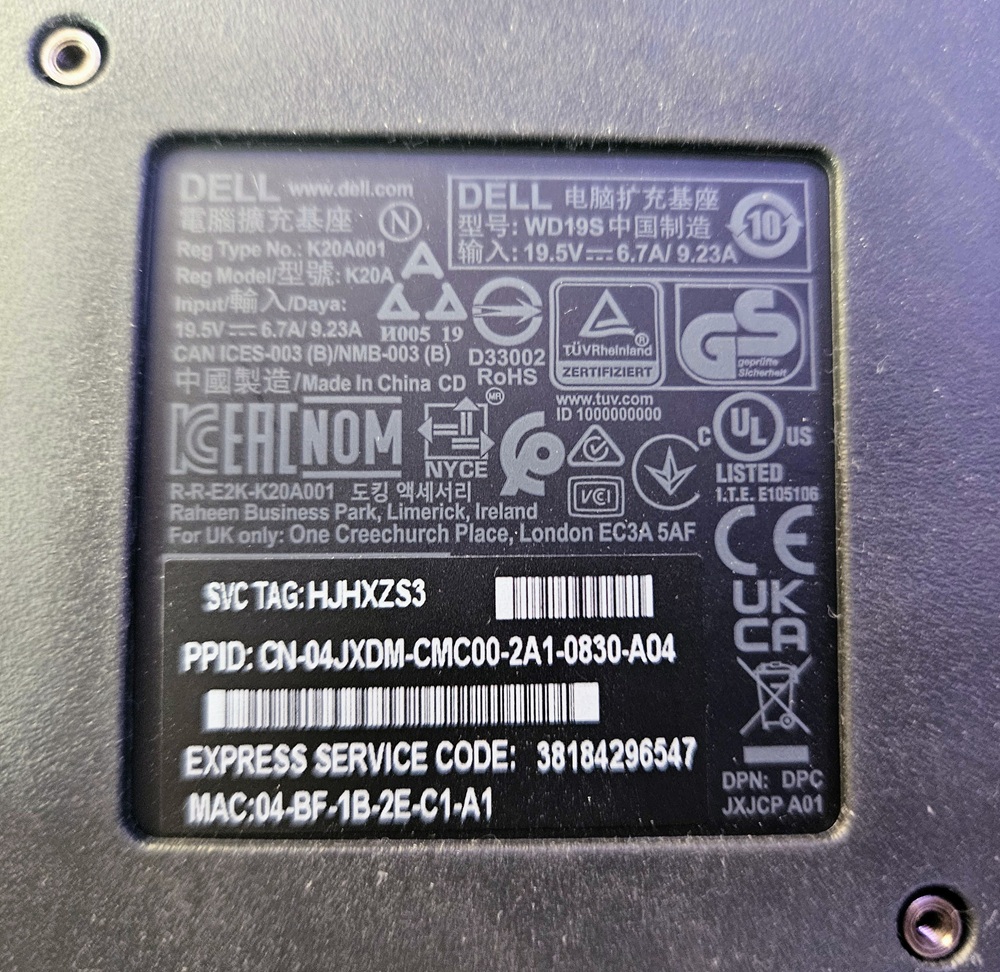 DELL www.dell.com
電腦擴充基座
Reg Type No.: K20A001
Reg Model/型號: K20A
Input/輸入/Daya:
19.5V 6.7A/ 9.23A
CAN ICES-003 (B)/NMB-003 (B)
中國製造/Made In China CD
DELL 电脑扩充基座
型号: WD19S 中国制造
输入: 19.5V 6.7A/ 9.23A
10
N
И005 19
D33002
RoHS
TÜVRheinland
ZERTIFIZIERT
www.tuv.com
ID 1000000000
GS
geprüfte
Sicherheit
KC EAC NOM
NYCE
MR
VCI
C UL US
LISTED
I.T.E. E105106
R-R-E2K-K20A001 도킹 액세서리
Raheen Business Park, Limerick, Ireland
For UK only: One Creechurch Place, London EC3A 5AF
CE
UK
CA
SVC TAG:HJHXZS3
PPID: CN-04JXDM-CMC00-2A1-0830-A04
EXPRESS SERVICE CODE: 38184296547
MAC:04-BF-1B-2E-C1-A1
DPN: DPC
JXJCP A01